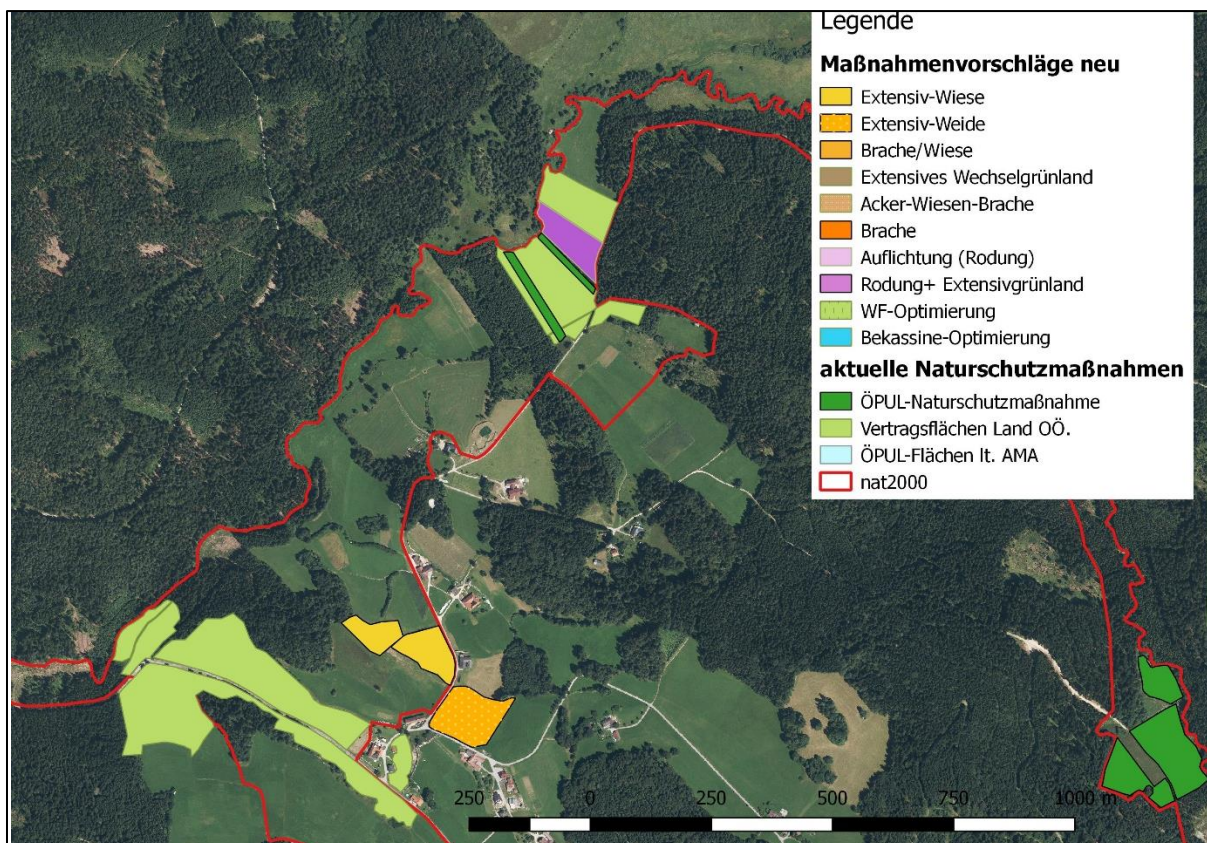 Legende
Maßnahmenvorschläge neu
Extensiv-Wiese
Extensiv-Weide
Brache/Wiese
Extensives Wechselgrünland
Acker-Wiesen-Brache
Brache
Auflichtung (Rodung)
Rodung+ Extensivgrünland
WF-Optimierung
Bekassine-Optimierung
aktuelle Naturschutzmaßnahmen
ÖPUL-Naturschutzmaßnahme
Vertragsflächen Land OÖ.
ÖPUL-Flächen lt. AMA
nat2000
250 0 250 500 750 1000 m